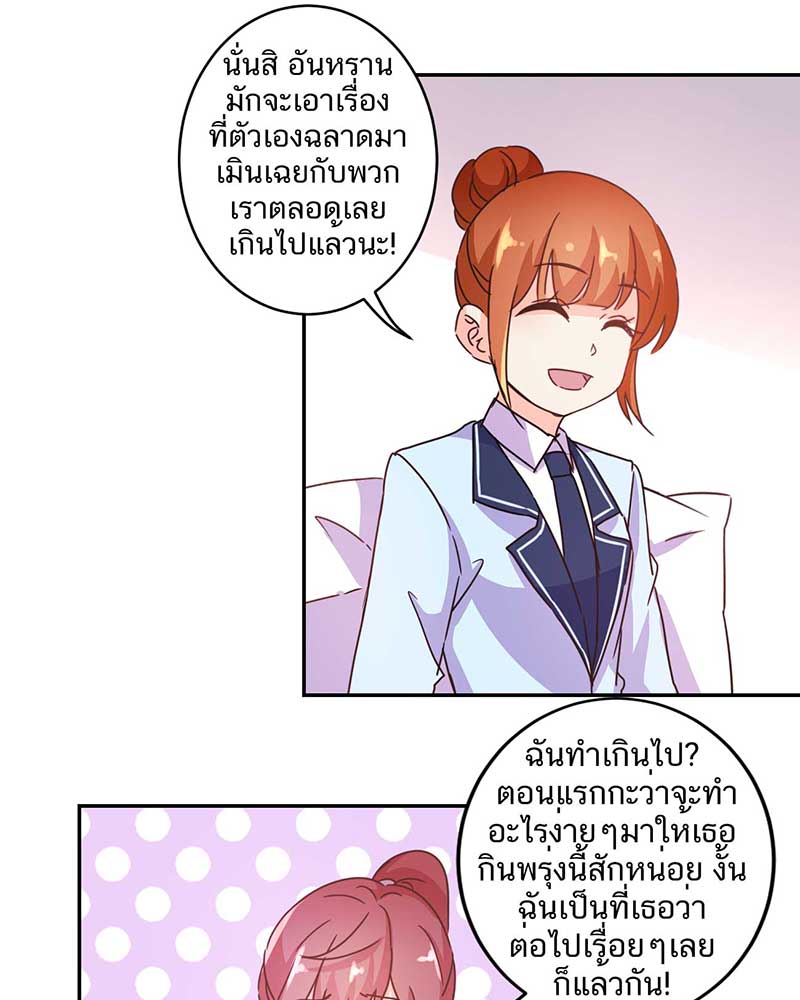 นั่นสิ อันหราน
มักจะเอาเรื่อง
ที่ตัวเองฉลาดมา
เมินเฉยกับพวก
เราตลอดเลย
เกินไปแล้วนะ!
ฉันทำเกินไป?
ตอนแรกกะว่าจะทำ
อะไรง่ายๆมาให้เธอ
กินพรุ่งนี้สักหน่อย งั้น
ฉันเป็นที่เธอว่า
ต่อไปเรื่อยๆเลย
ก็แล้วกัน!